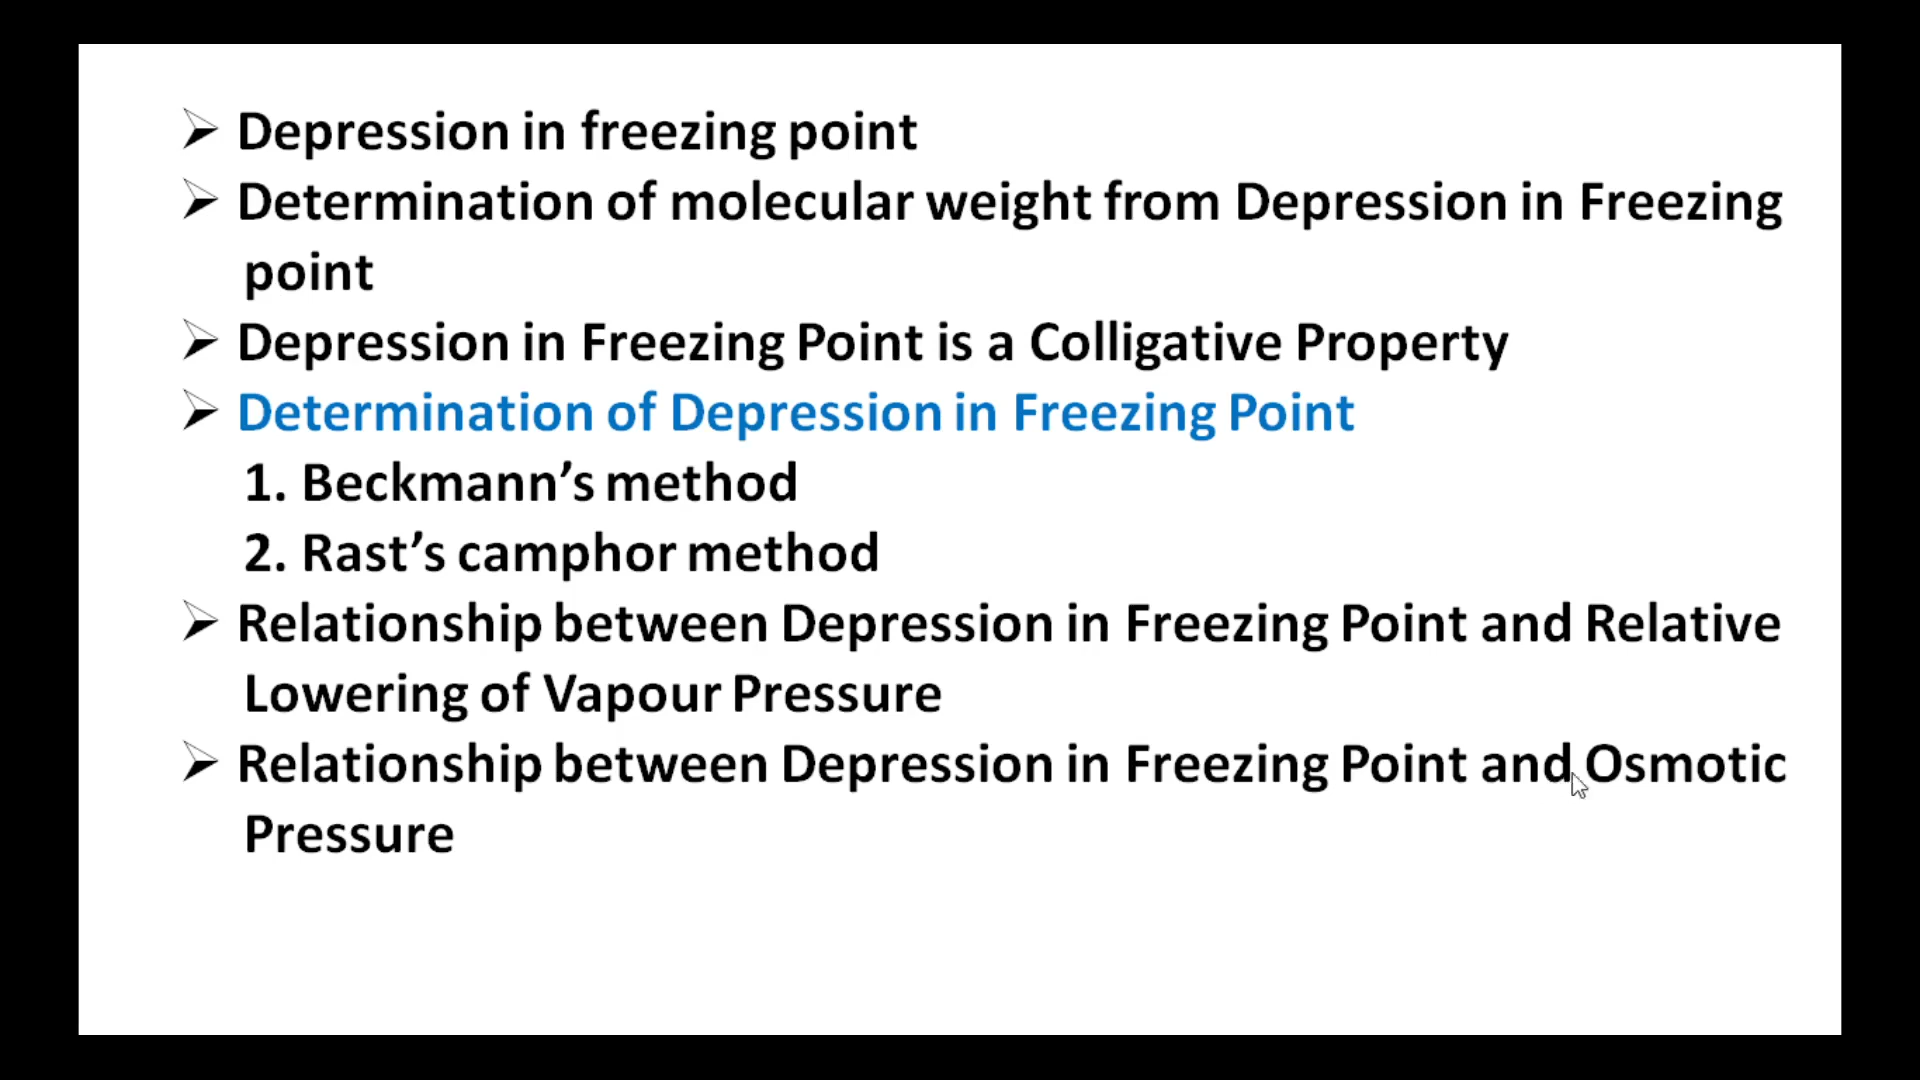 ➢ Depression in freezing point
➢ Determination of molecular weight from Depression in Freezing
point
➢ Depression in Freezing Point is a Colligative Property
➢ Determination of Depression in Freezing Point
1. Beckmann’s method
2. Rast’s camphor method
➢ Relationship between Depression in Freezing Point and Relative
Lowering of Vapour Pressure
➢ Relationship between Depression in Freezing Point and Osmotic
Pressure